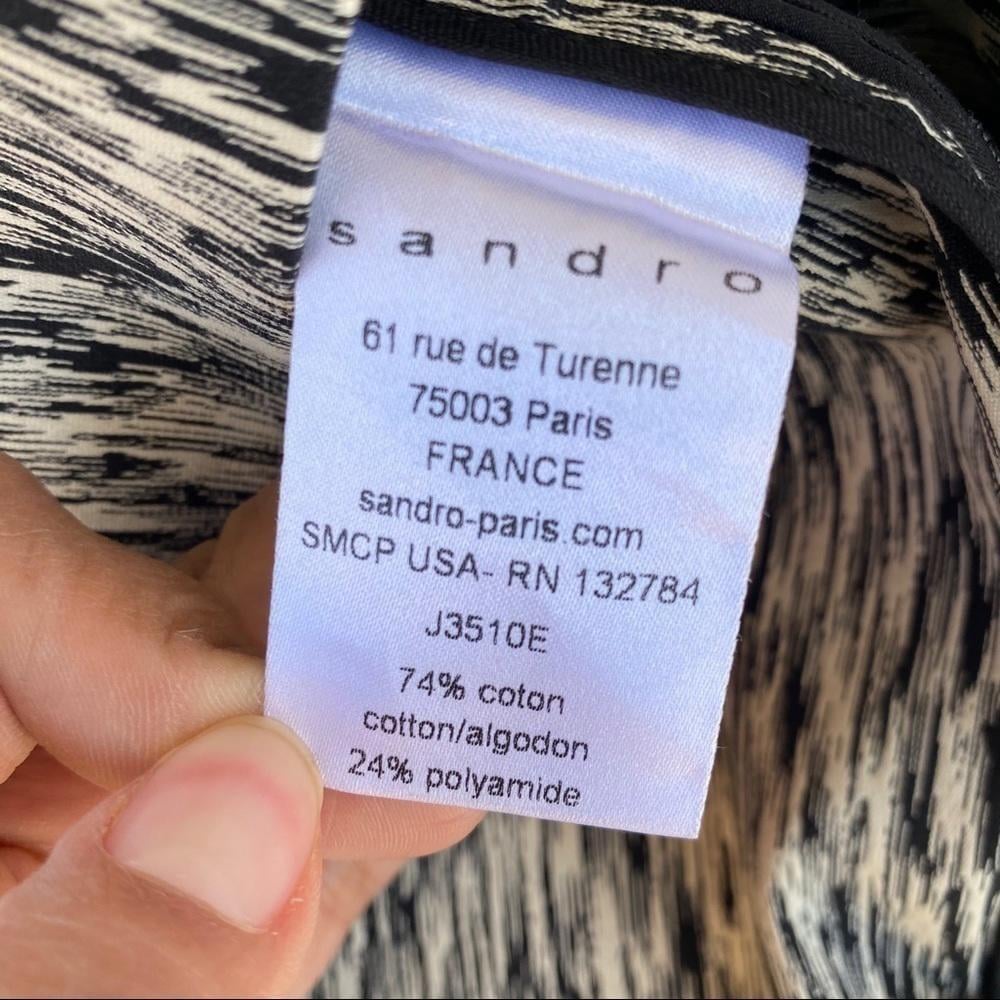 sandro
61 rue de Turenne
75003 Paris
FRANCE
sandro-paris.com
SMCP USA- RN 132784
J3510E
74% coton
cotton/algodon
24% polyamide